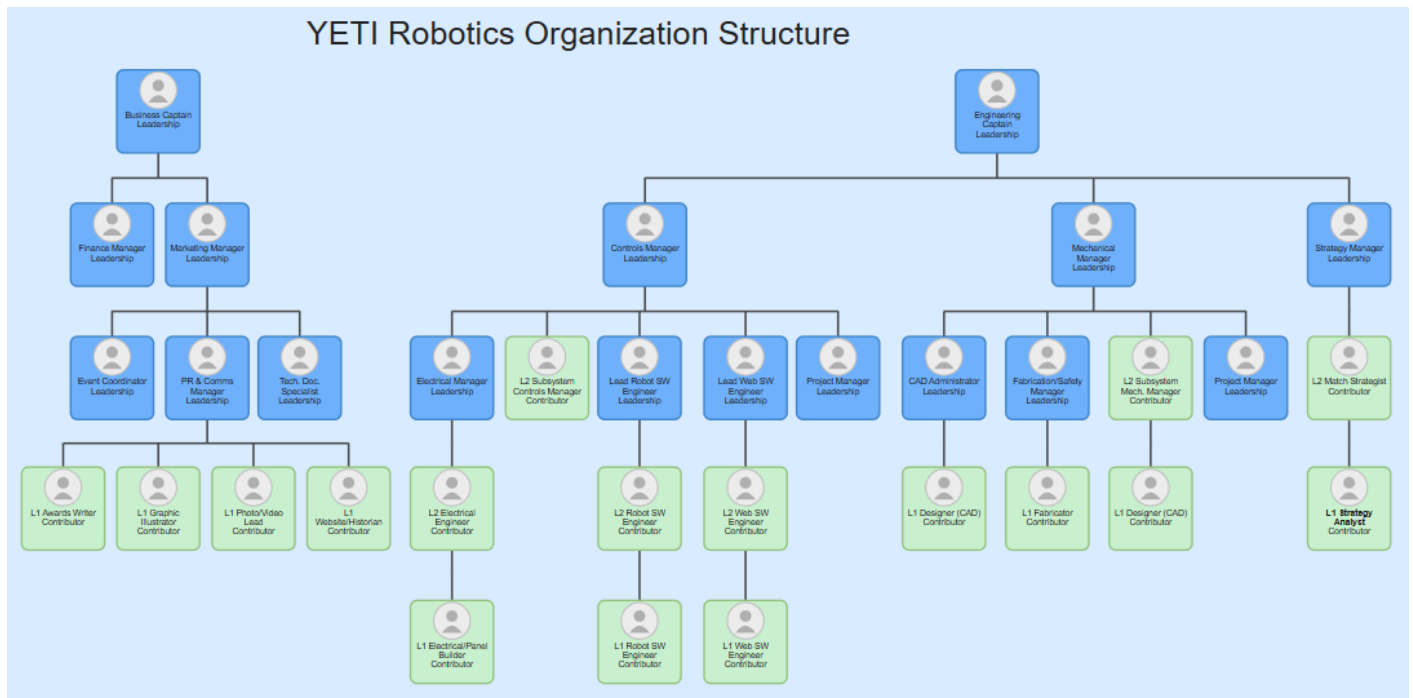 YETI Robotics Organization Structure
Business Captain
Leadership
Engineering
Captain
Leadership
Finance Manager
Leadership
Marketing Manager
Leadership
Controls Manager
Leadership
Mechanical
Manager
Leadership
Strategy Manager
Leadership
Event Coordinator
Leadership
PR & Comms
Manager
Leadership
Tech. Doc.
Specialist
Leadership
Electrical Manager
Leadership
L2 Subsystem
Controls Manager
Contributor
Lead Robot SW
Engineer
Leadership
Lead Web SW
Engineer
Leadership
Project Manager
Leadership
CAD Administrator
Leadership
Fabrication/Safety
Manager
Leadership
L2 Subsystem
Mech. Manager
Contributor
Project Manager
Leadership
L2 Match Strategist
Contributor
L1 Awards Writer
Contributor
L1 Graphic
Illustrator
Contributor
L1 Photo/Video
Lead
Contributor
L1
Website/Historian
Contributor
L2 Electrical
Engineer
Contributor
L2 Robot SW
Engineer
Contributor
L2 Web SW
Engineer
Contributor
L1 Designer (CAD)
Contributor
L1 Fabricator
Contributor
L1 Designer (CAD)
Contributor
L1 Strategy
Analyst
Contributor
L1 Electrical/Panel
Builder
Contributor
L1 Robot SW
Engineer
Contributor
L1 Web SW
Engineer
Contributor